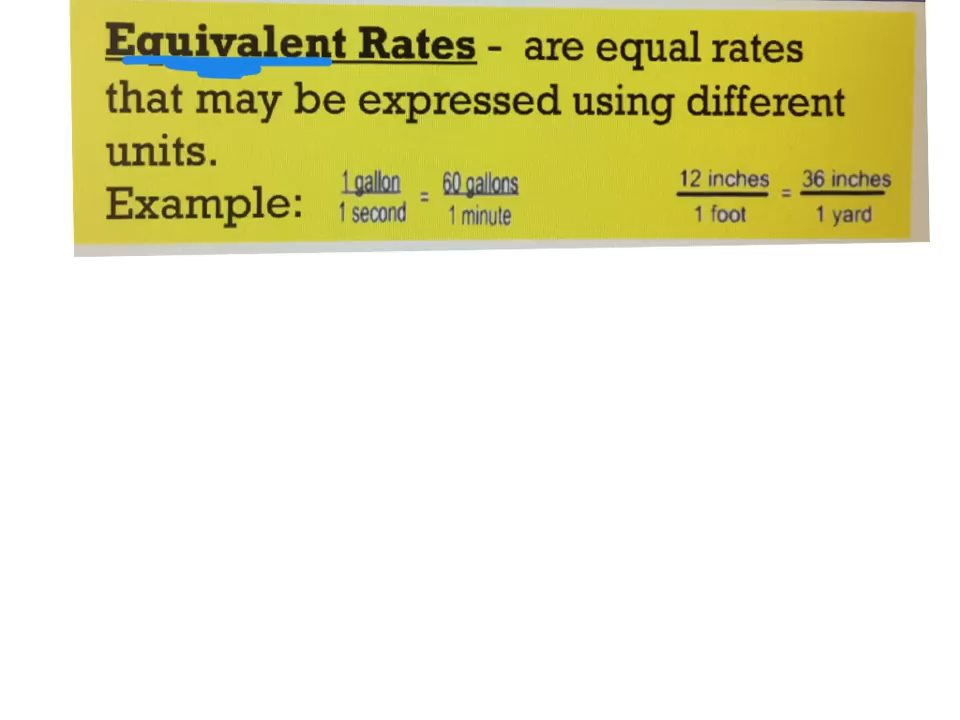 Equivalent Rates - are equal rates
that may be expressed using different
units.
Example: 1 gallon / 1 second = 60 gallons / 1 minute 12 inches / 1 foot = 36 inches / 1 yard